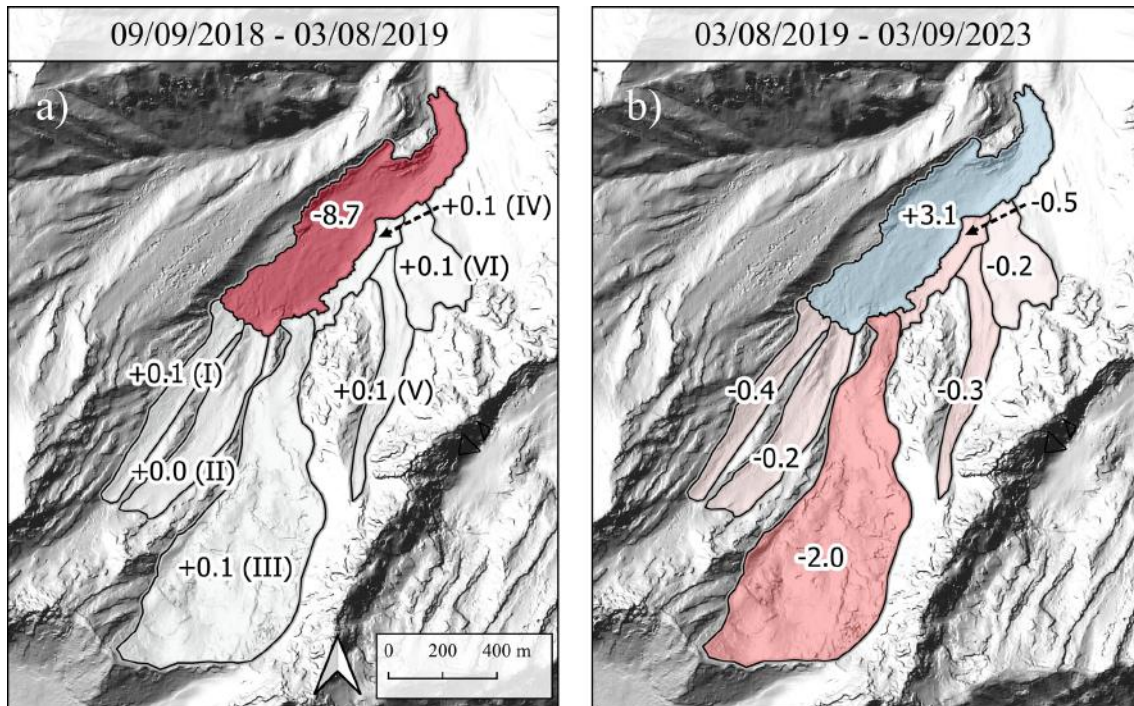 09/09/2018 - 03/08/2019
a)
-8.7
+0.1 (IV)
+0.1 (VI)
+0.1 (I)
+0.1 (V)
+0.0 (II)
+0.1 (III)
0 200 400 m
03/08/2019 - 03/09/2023
b)
+3.1
-0.5
-0.2
-0.4
-0.3
-0.2
-2.0